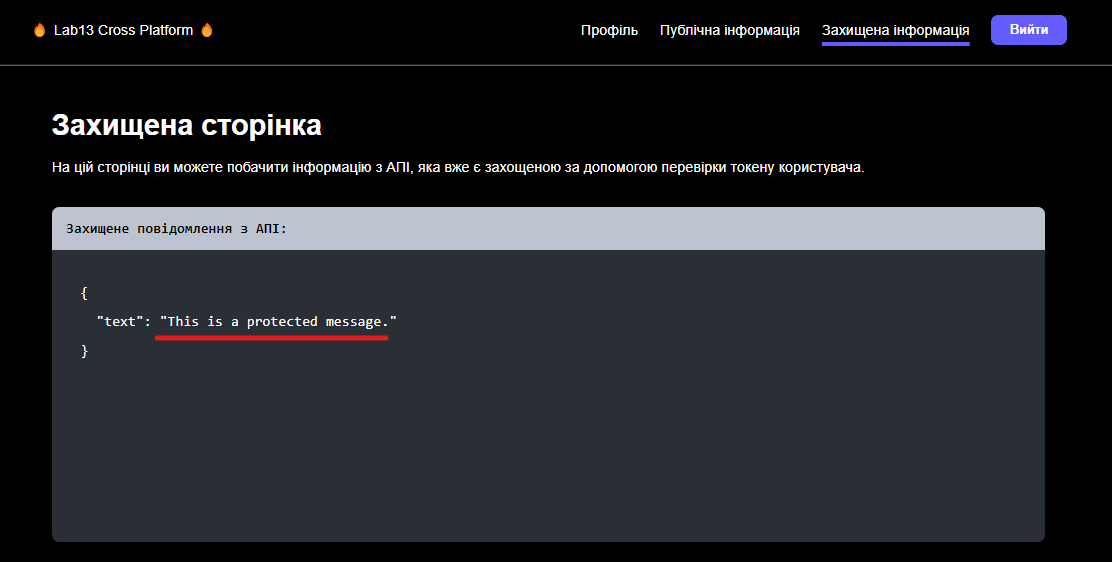 🔥 Lab13 Cross Platform 🔥
Профіль
Публічна інформація
Захищена інформація
Вийти
Захищена сторінка
На цій сторінці ви можете побачити інформацію з АПІ, яка вже є захощеною за допомогою перевірки токену користувача.
Захищене повідомлення з АПІ:
{
"text": "This is a protected message."
}